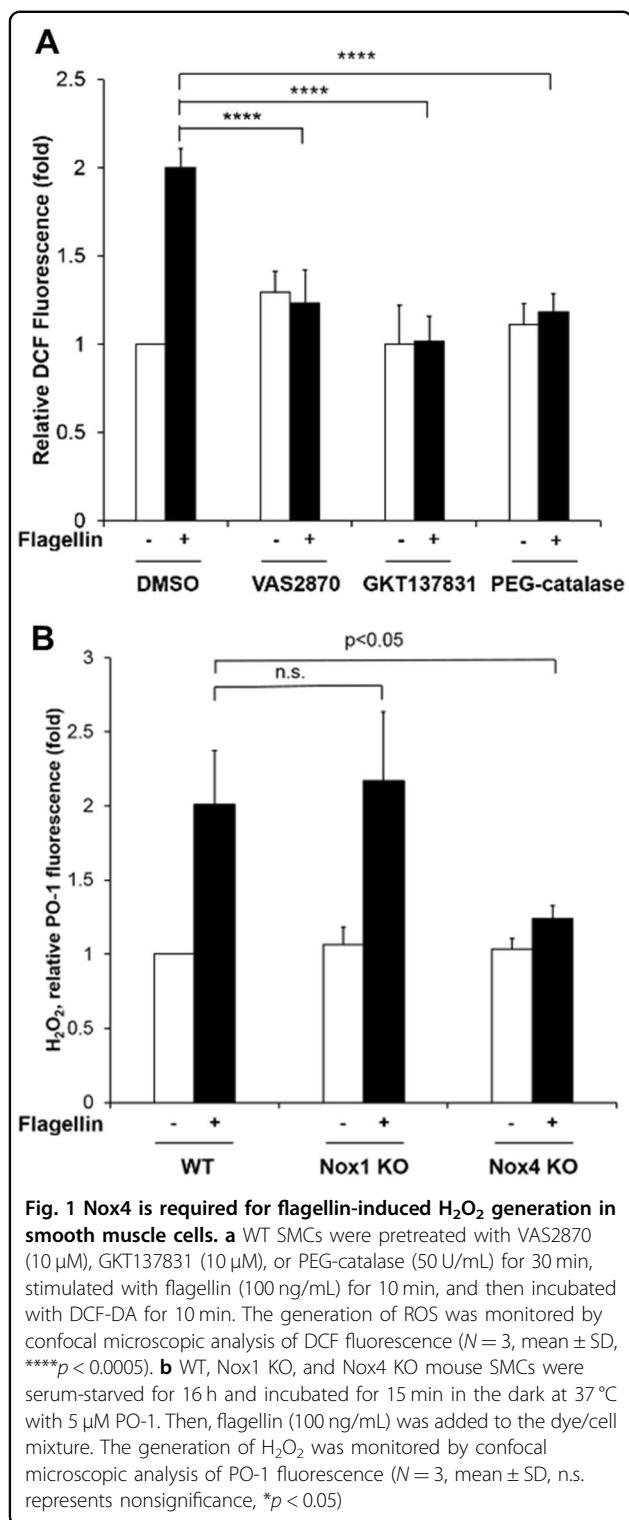 A
****
****
****
2.5
2
1.5
1
0.5
0
Relative DCF Fluorescence (fold)
Flagellin - + - + - + - +
DMSO VAS2870 GKT137831 PEG-catalase
B
p<0.05
n.s.
3
2.5
2
1.5
1
0.5
0
H₂O₂, relative PO-1 fluorescence (fold)
Flagellin - + - + - +
WT Nox1 KO Nox4 KO
Fig. 1 Nox4 is required for flagellin-induced H₂O₂ generation in
smooth muscle cells. a WT SMCs were pretreated with VAS2870
(10 µM), GKT137831 (10 µM), or PEG-catalase (50 U/mL) for 30 min,
stimulated with flagellin (100 ng/mL) for 10 min, and then incubated
with DCF-DA for 10 min. The generation of ROS was monitored by
confocal microscopic analysis of DCF fluorescence (N = 3, mean ± SD,
****p < 0.0005). b WT, Nox1 KO, and Nox4 KO mouse SMCs were
serum-starved for 16 h and incubated for 15 min in the dark at 37 °C
with 5 µM PO-1. Then, flagellin (100 ng/mL) was added to the dye/cell
mixture. The generation of H₂O₂ was monitored by confocal
microscopic analysis of PO-1 fluorescence (N = 3, mean ± SD, n.s.
represents nonsignificance, *p < 0.05)